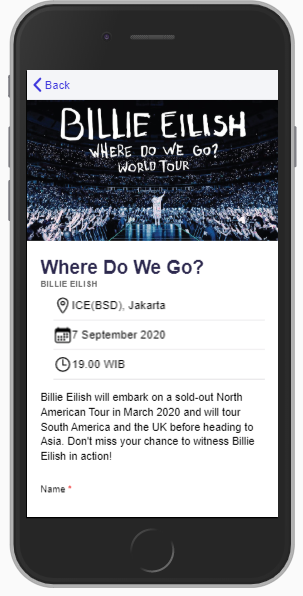 Back
BILLIE EILISH
WHERE DO WE GO?
WORLD TOUR
Where Do We Go?
BILLIE EILISH
ICE(BSD), Jakarta
7 September 2020
19.00 WIB
Billie Eilish will embark on a sold-out North
American Tour in March 2020 and will tour
South America and the UK before heading to
Asia. Don't miss your chance to witness Billie
Eilish in action!
Name *